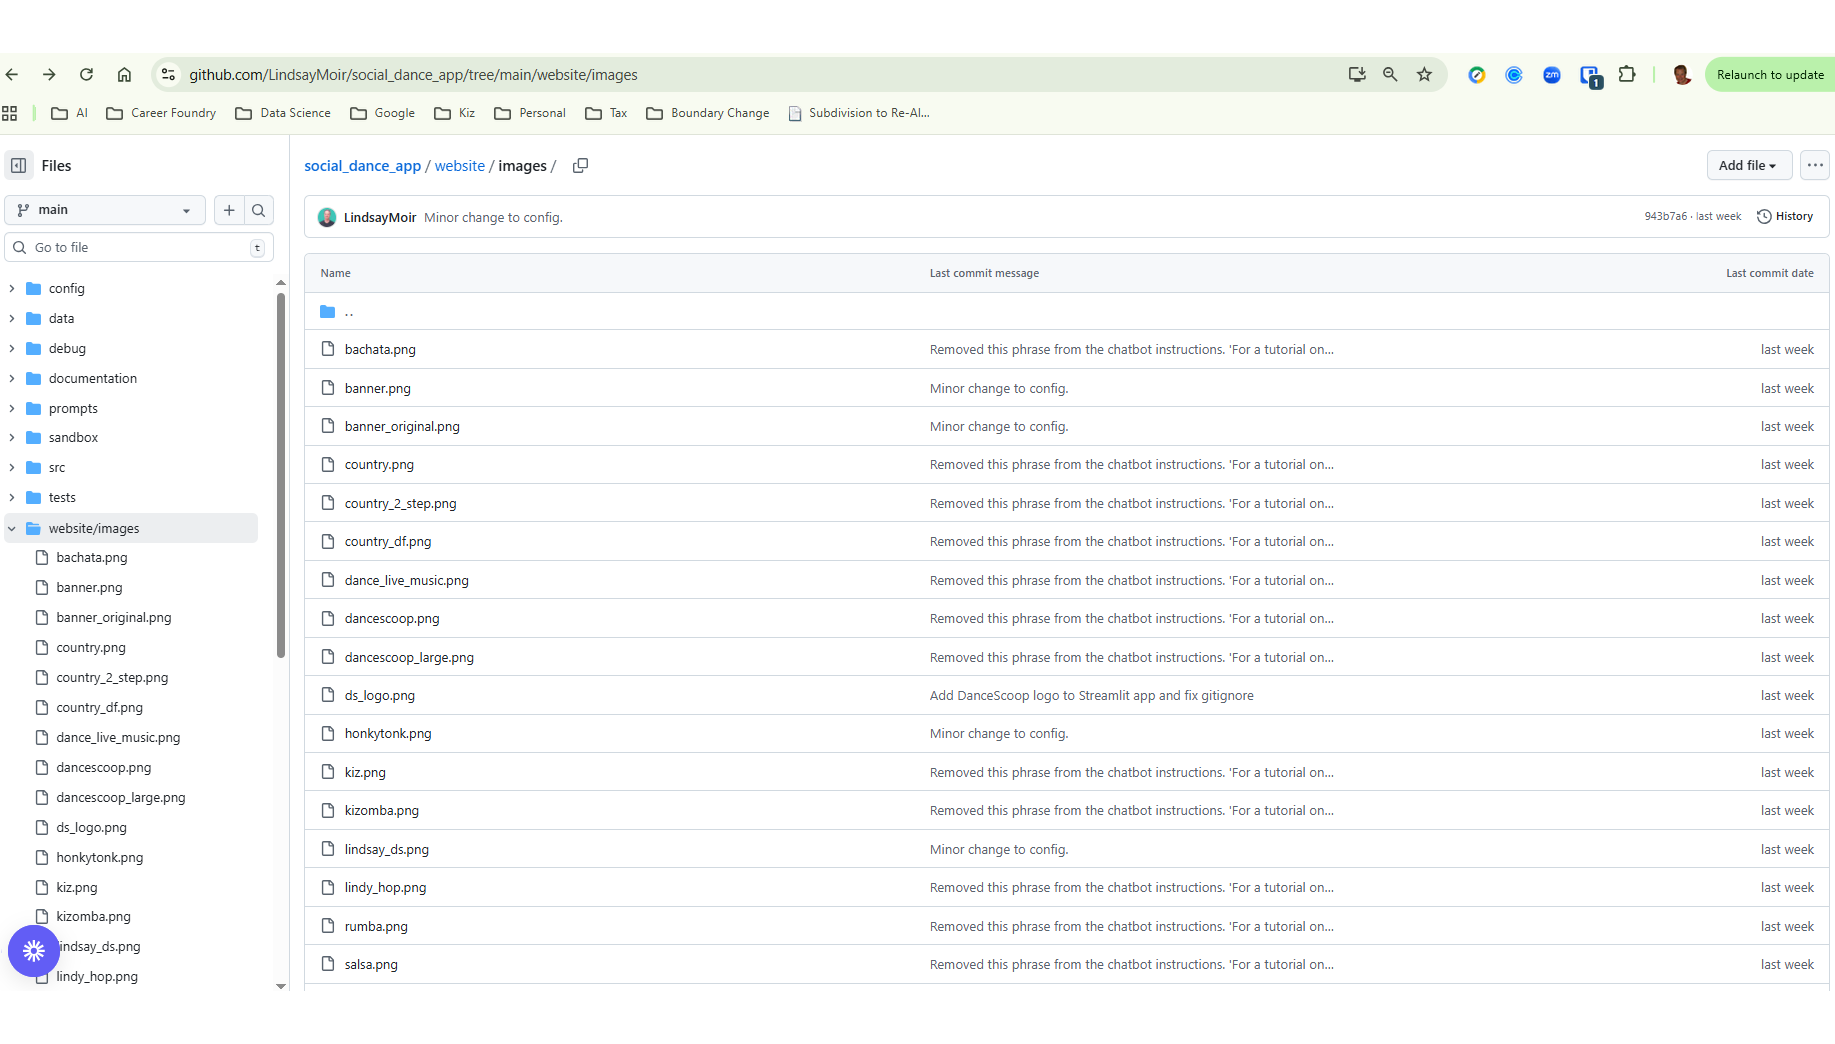 github.com/LindsayMoir/social_dance_app/tree/main/website/images
zm
1
Relaunch to update
AI
Career Foundry
Data Science
Google
Kiz
Personal
Tax
Boundary Change
Subdivision to Re-Al...
Files
social_dance_app / website / images /
Add file
main
LindsayMoir Minor change to config.
943b7a6 · last week
History
Go to file
t
Name Last commit message Last commit date
config
data
debug
documentation
prompts
sandbox
src
tests
website/images
bachata.png
banner.png
banner_original.png
country.png
country_2_step.png
country_df.png
dance_live_music.png
dancescoop.png
dancescoop_large.png
ds_logo.png
honkytonk.png
kiz.png
kizomba.png
indsay_ds.png
lindy_hop.png
..
bachata.png Removed this phrase from the chatbot instructions. 'For a tutorial on... last week
banner.png Minor change to config. last week
banner_original.png Minor change to config. last week
country.png Removed this phrase from the chatbot instructions. 'For a tutorial on... last week
country_2_step.png Removed this phrase from the chatbot instructions. 'For a tutorial on... last week
country_df.png Removed this phrase from the chatbot instructions. 'For a tutorial on... last week
dance_live_music.png Removed this phrase from the chatbot instructions. 'For a tutorial on... last week
dancescoop.png Removed this phrase from the chatbot instructions. 'For a tutorial on... last week
dancescoop_large.png Removed this phrase from the chatbot instructions. 'For a tutorial on... last week
ds_logo.png Add DanceScoop logo to Streamlit app and fix gitignore last week
honkytonk.png Minor change to config. last week
kiz.png Removed this phrase from the chatbot instructions. 'For a tutorial on... last week
kizomba.png Removed this phrase from the chatbot instructions. 'For a tutorial on... last week
lindsay_ds.png Minor change to config. last week
lindy_hop.png Removed this phrase from the chatbot instructions. 'For a tutorial on... last week
rumba.png Removed this phrase from the chatbot instructions. 'For a tutorial on... last week
salsa.png Removed this phrase from the chatbot instructions. 'For a tutorial on... last week